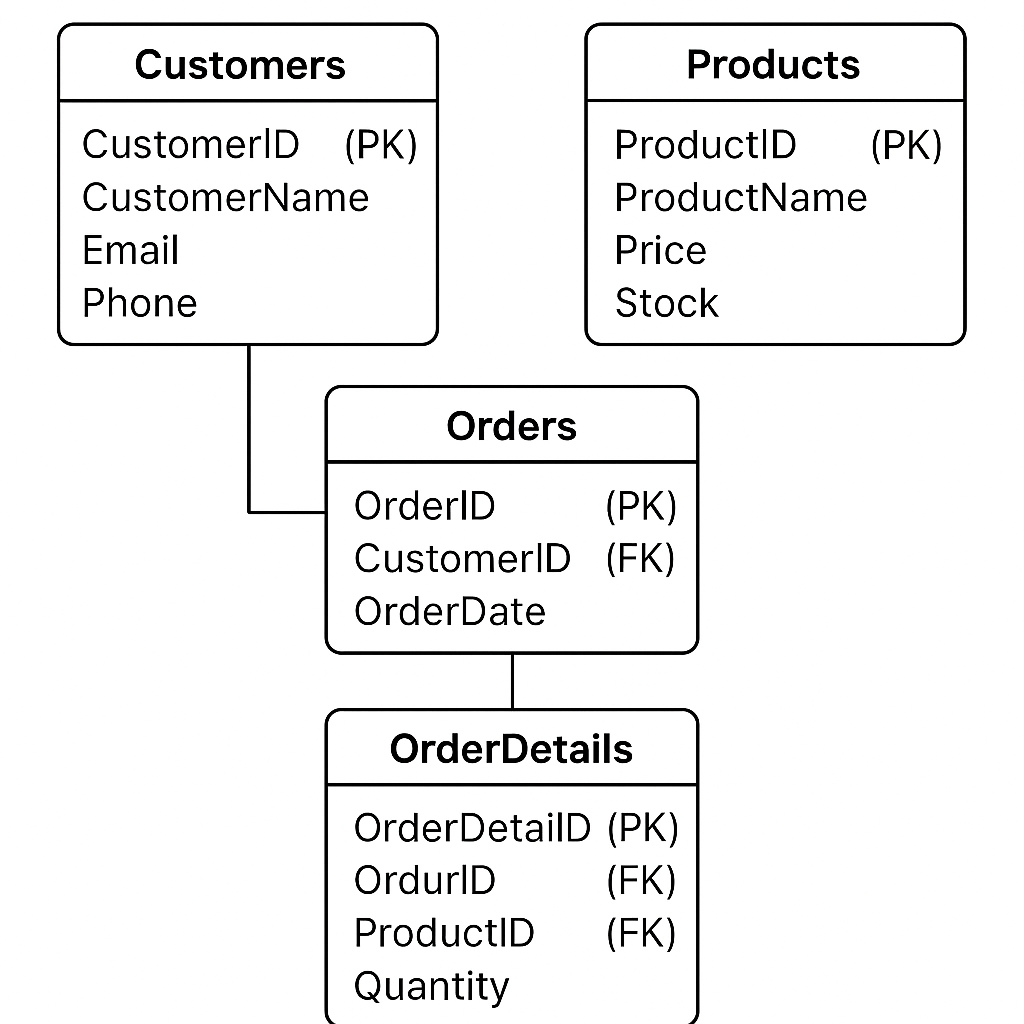 Customers
CustomerID (PK)
CustomerName
Email
Phone
Products
ProductID (PK)
ProductName
Price
Stock
Orders
OrderID (PK)
CustomerID (FK)
OrderDate
OrderDetails
OrderDetailD (PK)
OrdurID (FK)
ProductID (FK)
Quantity